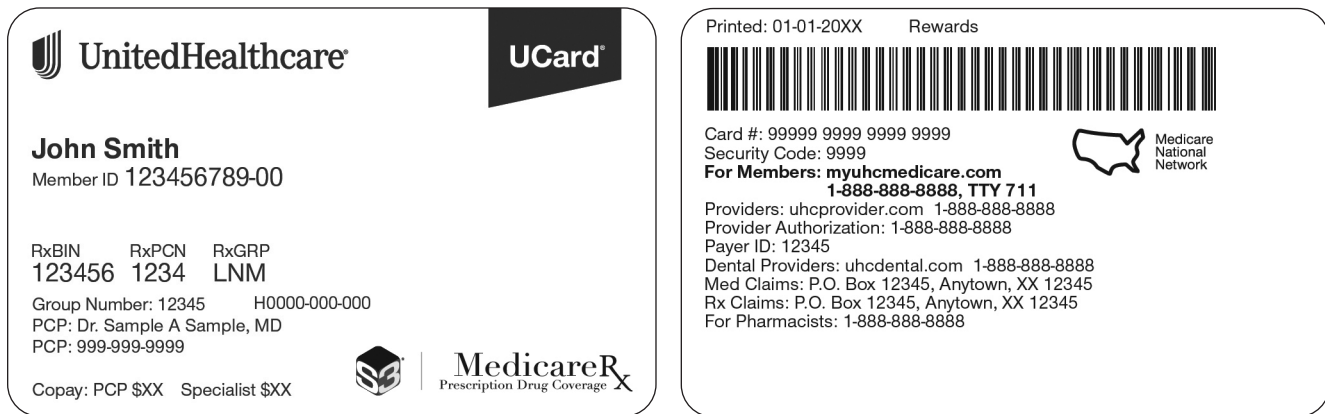 UnitedHealthcare®
UCard®
John Smith
Member ID 123456789-00
RxBIN RxPCN RxGRP
123456 1234 LNM
Group Number: 12345 H0000-000-000
PCP: Dr. Sample A Sample, MD
PCP: 999-999-9999
Copay: PCP $XX Specialist $XX
S3
MedicareRx
Prescription Drug Coverage
Printed: 01-01-20XX Rewards
Card #: 99999 9999 9999 9999
Security Code: 9999
For Members: myuhcmedicare.com
1-888-888-8888, TTY 711
Providers: uhcprovider.com 1-888-888-8888
Provider Authorization: 1-888-888-8888
Payer ID: 12345
Dental Providers: uhcdental.com 1-888-888-8888
Med Claims: P.O. Box 12345, Anytown, XX 12345
Rx Claims: P.O. Box 12345, Anytown, XX 12345
For Pharmacists: 1-888-888-8888
Medicare
National
Network